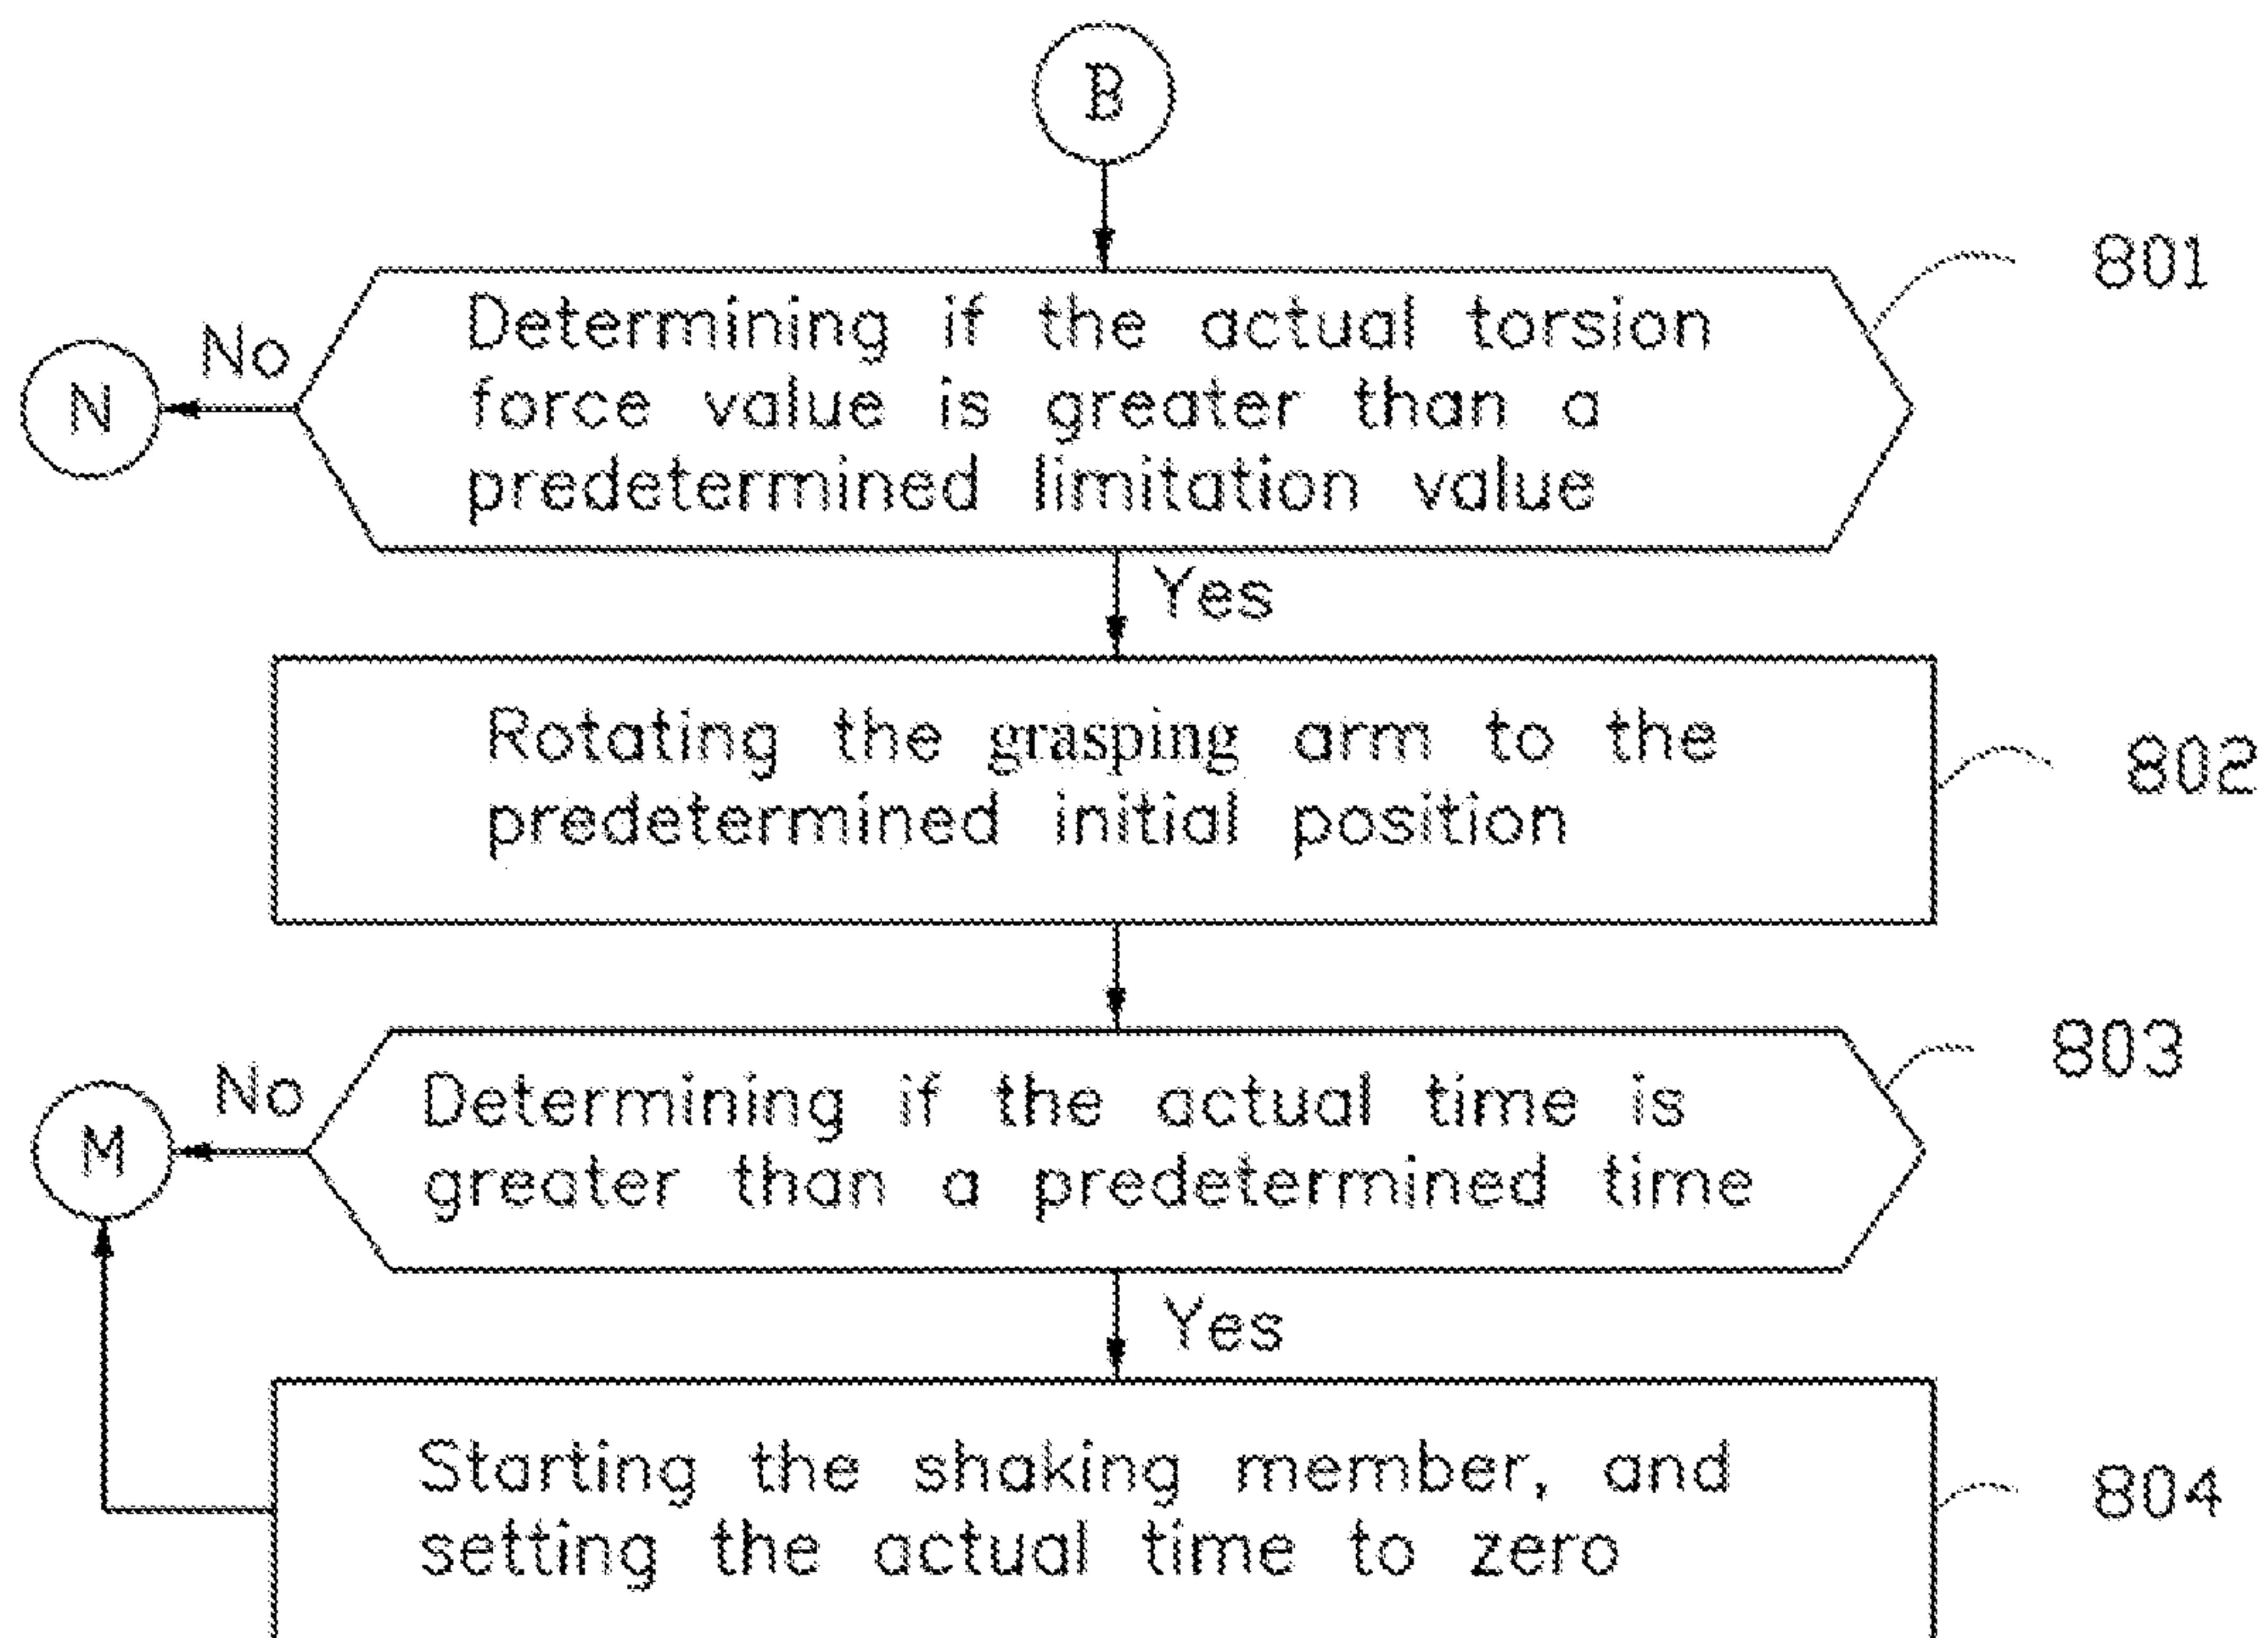 B
801
Determining if the actual torsion
force value is greater than a
predetermined limitation value
No
N
Yes
Rotating the grasping arm to the
predetermined initial position
802
803
Determining if the actual time is
greater than a predetermined time
No
M
Yes
Starting the shaking member, and
setting the actual time to zero
804